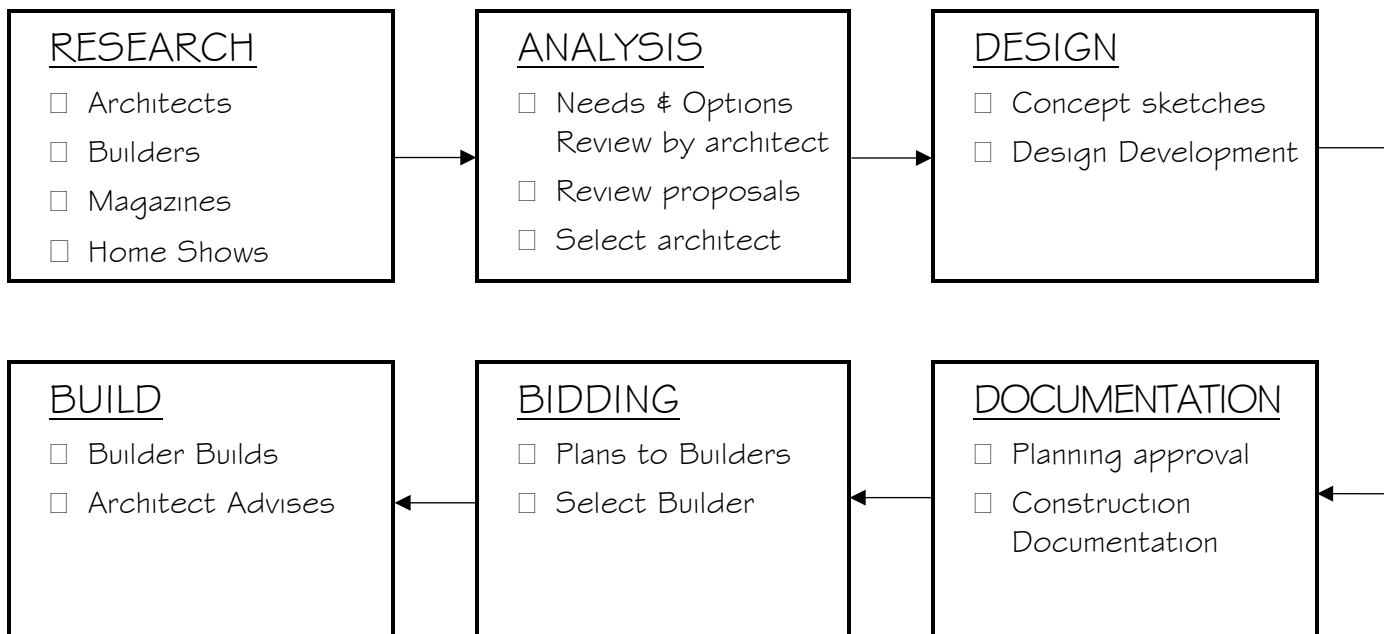 RESEARCH
☐ Architects
☐ Builders
☐ Magazines
☐ Home Shows
ANALYSIS
☐ Needs & Options
Review by architect
☐ Review proposals
☐ Select architect
DESIGN
☐ Concept sketches
☐ Design Development
BUILD
☐ Builder Builds
☐ Architect Advises
BIDDING
☐ Plans to Builders
☐ Select Builder
DOCUMENTATION
☐ Planning approval
☐ Construction
Documentation